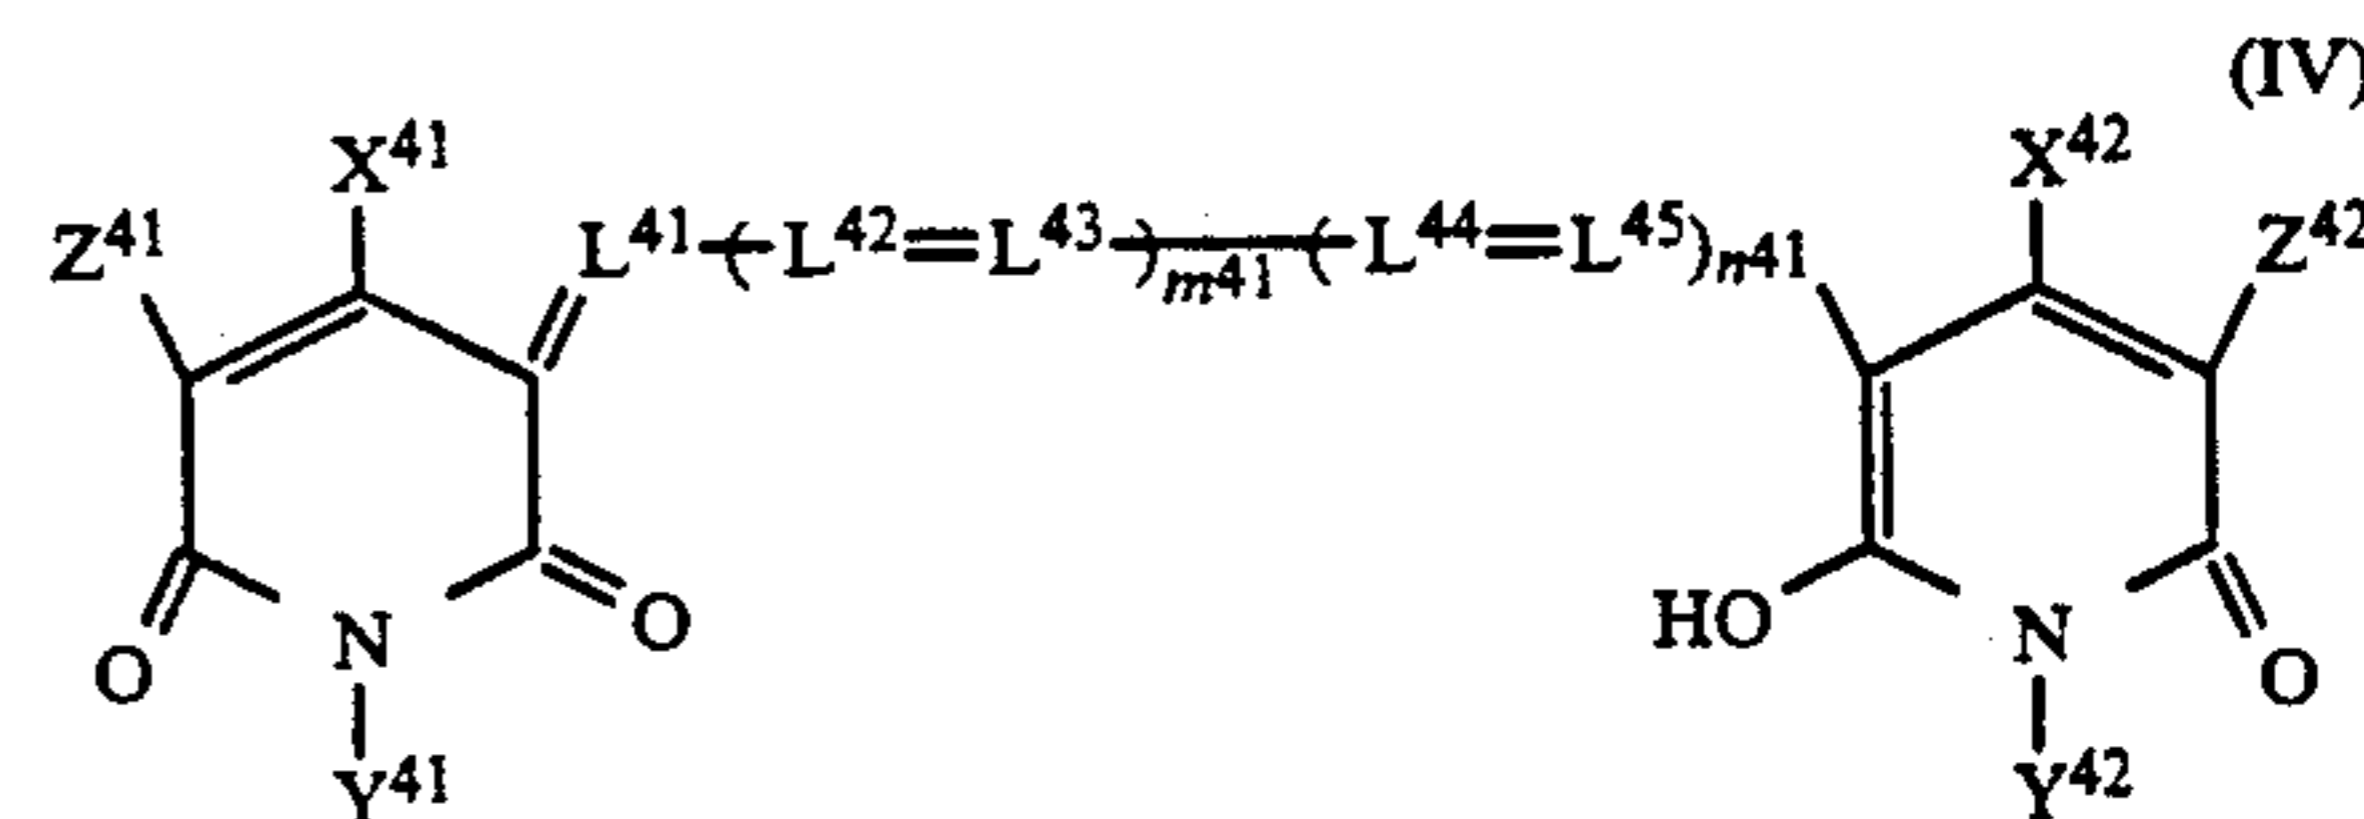 (IV)
X41 X42
Z41 L41 ( L42 = L43 )m41 ( L44 = L45 )n41 Z42
O N O HO N O
Y41 Y42